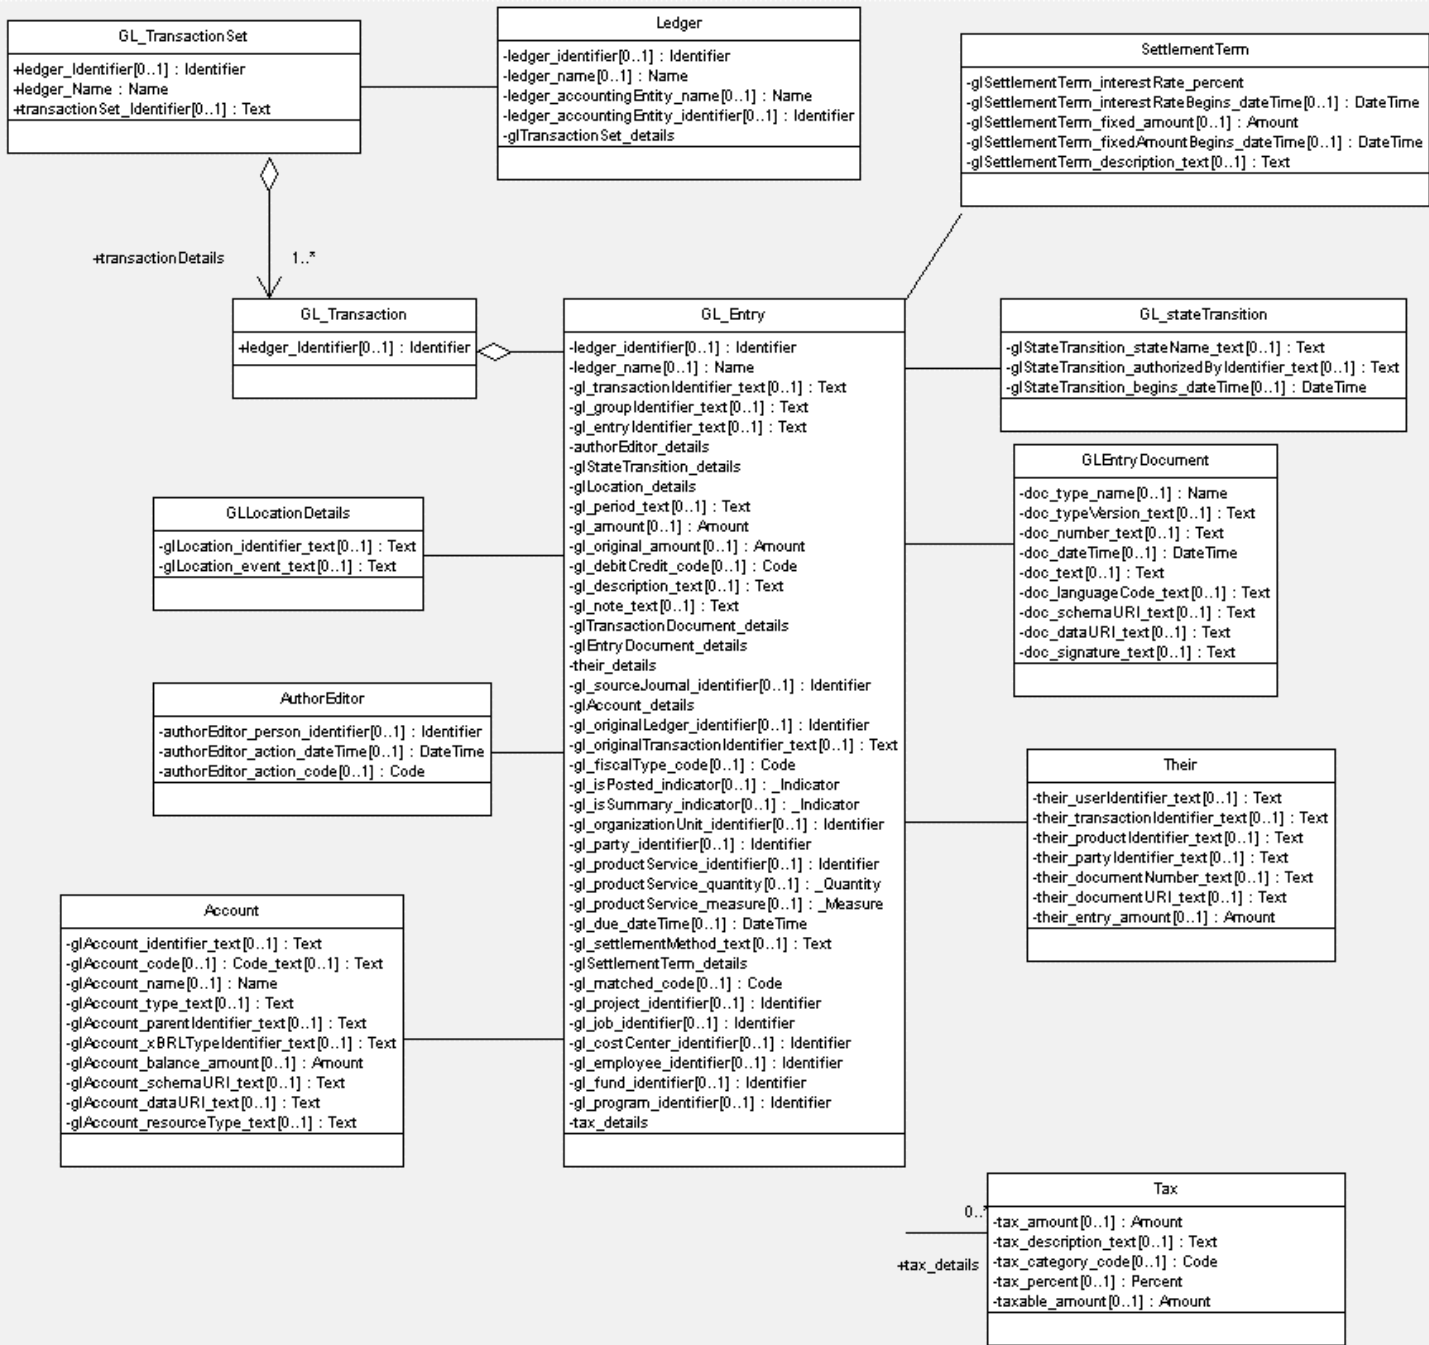 GL_TransactionSet
+ledger_Identifier[0..1] : Identifier
+ledger_Name : Name
+transactionSet_Identifier[0..1] : Text
Ledger
-ledger_identifier[0..1] : Identifier
-ledger_name[0..1] : Name
-ledger_accountingEntity_name[0..1] : Name
-ledger_accountingEntity_identifier[0..1] : Identifier
-glTransactionSet_details
SettlementTerm
-glSettlementTerm_interestRate_percent
-glSettlementTerm_interestRateBegins_dateTime[0..1] : DateTime
-glSettlementTerm_fixed_amount[0..1] : Amount
-glSettlementTerm_fixedAmountBegins_dateTime[0..1] : DateTime
-glSettlementTerm_description_text[0..1] : Text
+transactionDetails
1..*
GL_Transaction
+ledger_Identifier[0..1] : Identifier
GL_Entry
-ledger_identifier[0..1] : Identifier
-ledger_name[0..1] : Name
-gl_transactionIdentifier_text[0..1] : Text
-gl_groupIdentifier_text[0..1] : Text
-gl_entryIdentifier_text[0..1] : Text
-authorEditor_details
-glStateTransition_details
-glLocation_details
-gl_period_text[0..1] : Text
-gl_amount[0..1] : Amount
-gl_original_amount[0..1] : Amount
-gl_debitCredit_code[0..1] : Code
-gl_description_text[0..1] : Text
-gl_note_text[0..1] : Text
-glTransactionDocument_details
-glEntryDocument_details
-their_details
-gl_sourceJournal_identifier[0..1] : Identifier
-glAccount_details
-gl_originalLedger_identifier[0..1] : Identifier
-gl_originalTransactionIdentifier_text[0..1] : Text
-gl_fiscalType_code[0..1] : Code
-gl_isPosted_indicator[0..1] : _Indicator
-gl_isSummary_indicator[0..1] : _Indicator
-gl_organizationUnit_identifier[0..1] : Identifier
-gl_party_identifier[0..1] : Identifier
-gl_productService_identifier[0..1] : Identifier
-gl_productService_quantity[0..1] : _Quantity
-gl_productService_measure[0..1] : _Measure
-gl_due_dateTime[0..1] : DateTime
-gl_settlementMethod_text[0..1] : Text
-glSettlementTerm_details
-gl_matched_code[0..1] : Code
-gl_project_identifier[0..1] : Identifier
-gl_job_identifier[0..1] : Identifier
-gl_costCenter_identifier[0..1] : Identifier
-gl_employee_identifier[0..1] : Identifier
-gl_fund_identifier[0..1] : Identifier
-gl_program_identifier[0..1] : Identifier
-tax_details
GL_stateTransition
-glStateTransition_stateName_text[0..1] : Text
-glStateTransition_authorizedByIdentifier_text[0..1] : Text
-glStateTransition_begins_dateTime[0..1] : DateTime
GLEntryDocument
-doc_type_name[0..1] : Name
-doc_typeVersion_text[0..1] : Text
-doc_number_text[0..1] : Text
-doc_dateTime[0..1] : DateTime
-doc_text[0..1] : Text
-doc_languageCode_text[0..1] : Text
-doc_schemaURI_text[0..1] : Text
-doc_dataURI_text[0..1] : Text
-doc_signature_text[0..1] : Text
GLLocationDetails
-glLocation_identifier_text[0..1] : Text
-glLocation_event_text[0..1] : Text
AuthorEditor
-authorEditor_person_identifier[0..1] : Identifier
-authorEditor_action_dateTime[0..1] : DateTime
-authorEditor_action_code[0..1] : Code
Their
-their_userIdentifier_text[0..1] : Text
-their_transactionIdentifier_text[0..1] : Text
-their_productIdentifier_text[0..1] : Text
-their_partyIdentifier_text[0..1] : Text
-their_documentNumber_text[0..1] : Text
-their_documentURI_text[0..1] : Text
-their_entry_amount[0..1] : Amount
Account
-glAccount_identifier_text[0..1] : Text
-glAccount_code[0..1] : Code_text[0..1] : Text
-glAccount_name[0..1] : Name
-glAccount_type_text[0..1] : Text
-glAccount_parentIdentifier_text[0..1] : Text
-glAccount_xBRLTypeIdentifier_text[0..1] : Text
-glAccount_balance_amount[0..1] : Amount
-glAccount_schemaURI_text[0..1] : Text
-glAccount_dataURI_text[0..1] : Text
-glAccount_resourceType_text[0..1] : Text
0..*
+tax_details
Tax
-tax_amount[0..1] : Amount
-tax_description_text[0..1] : Text
-tax_category_code[0..1] : Code
-tax_percent[0..1] : Percent
-taxable_amount[0..1] : Amount